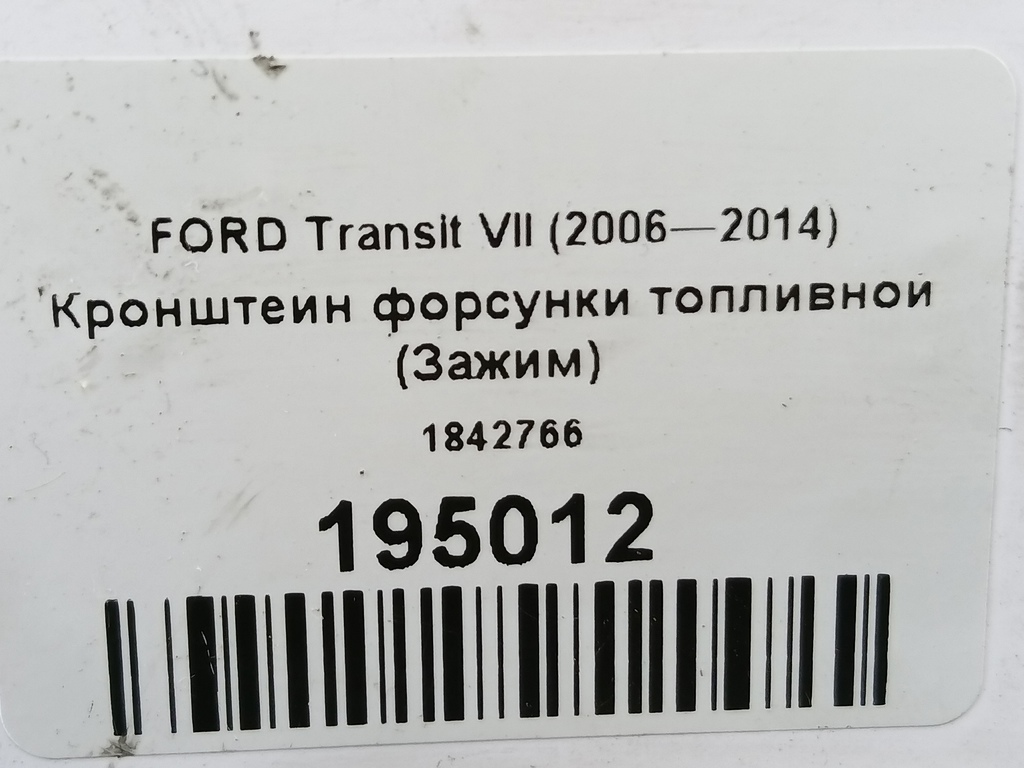 FORD Transit VII (2006—2014)
Кронштеин форсунки топливнои
(Зажим)
1842766
195012